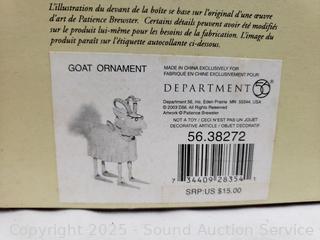 L'illustration du devant de la boîte se base sur l'original d'une œuvre
d'art de Patience Brewster. Certains détails peuvent avoir été modifiés
sur le produit lui-même pour les besoins de la fabrication. L'image du
produit paraît sur l'étiquette autocollante ci-dessous.
GOAT ORNAMENT
MADE IN CHINA EXCLUSIVELY FOR
FABRIQUÉ EN CHINE EXCLUSIVEMENT POUR
DEPARTMENT 56
Department 56, Inc. Eden Prairie MN 55344, USA
© 2003 D56. All Rights Reserved
Artwork © Patience Brewster
NOT A TOY / CECI N'EST PAS UN JOUET
DECORATIVE ARTICLE / OBJET DÉCORATIF
56.38272
7 34409 28354 1
SRP:US $15.00
Copyright 2025 - Sound Auction Service